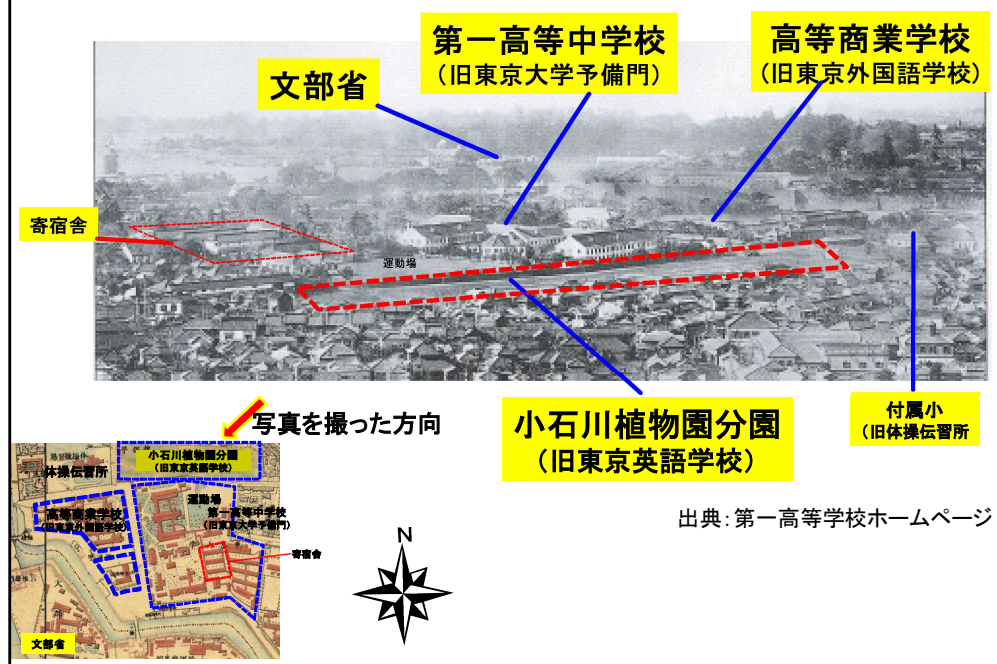 文部省
第一高等中学校
（旧東京大学予備門）
高等商業学校
（旧東京外国語学校）
寄宿舎
運動場
小石川植物園分園
（旧東京英語学校）
付属小
（旧体操伝習所
写真を撮った方向
出典：第一高等学校ホームページ
小石川植物園分園
（旧東京英語学校）
体操伝習所
運動場
高等商業学校
（旧東京外国語学校）
第一高等中学校
（旧東京大学予備門）
寄宿舎
文部省
N